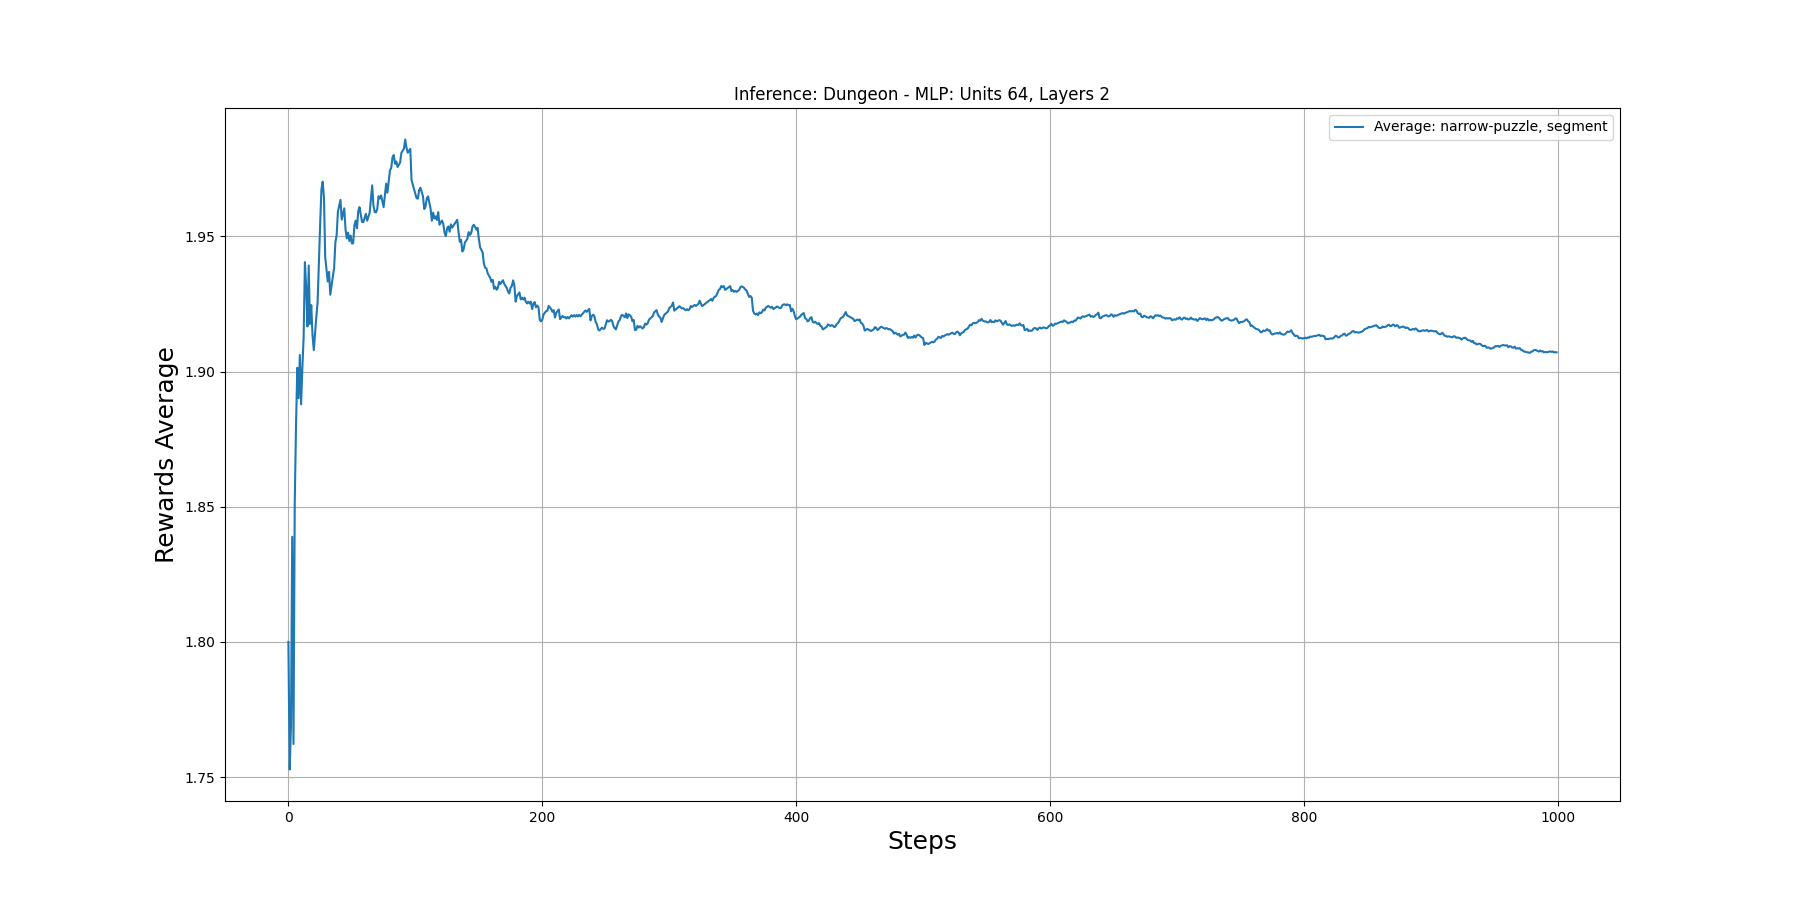 Inference: Dungeon - MLP: Units 64, Layers 2
Average: narrow-puzzle, segment
Rewards Average
1.95
1.90
1.85
1.80
1.75
0 200 400 600 800 1000
Steps